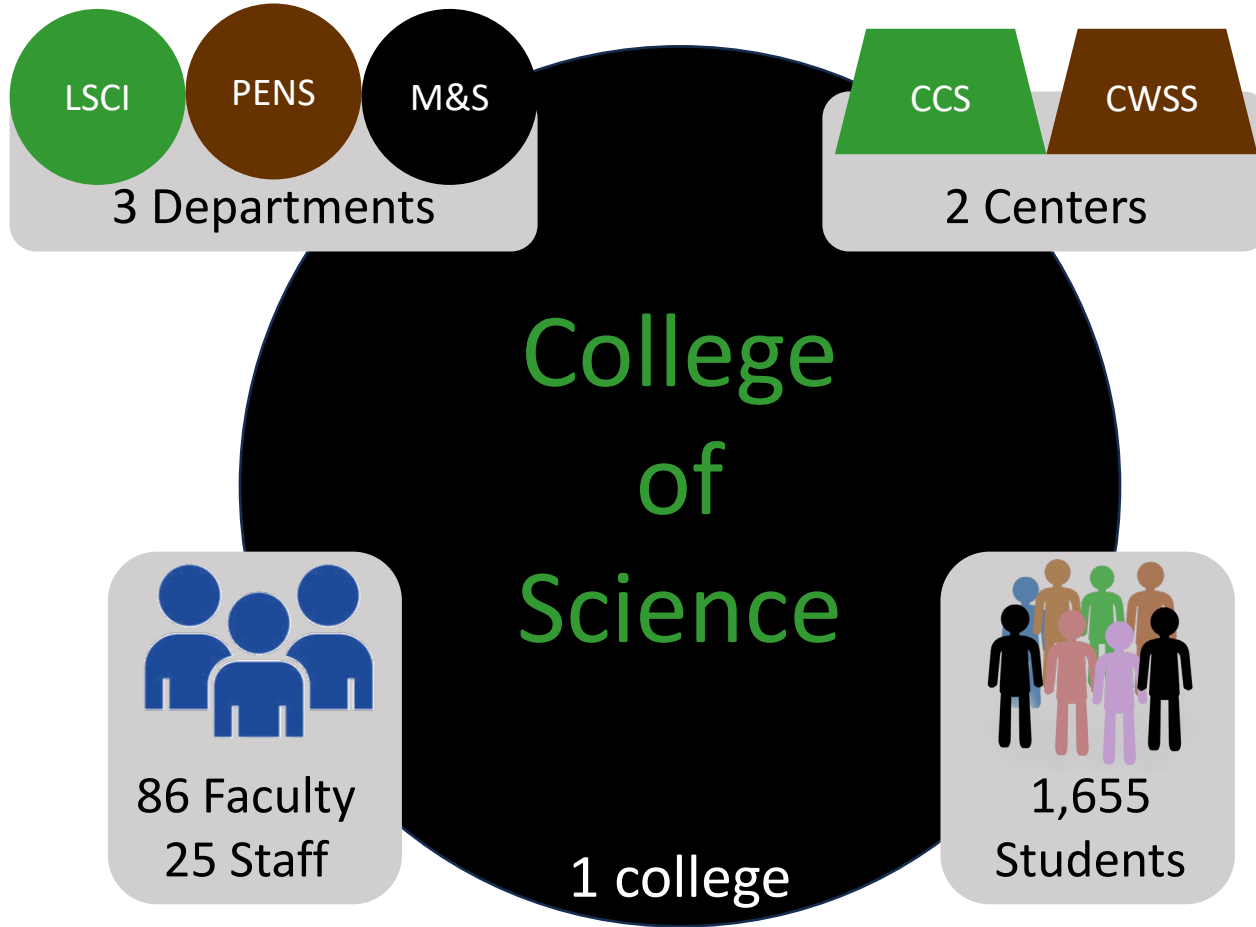 LSCI
PENS
M&S
3 Departments
CCS
CWSS
2 Centers
College
of
Science
86 Faculty
25 Staff
1,655
Students
1 college